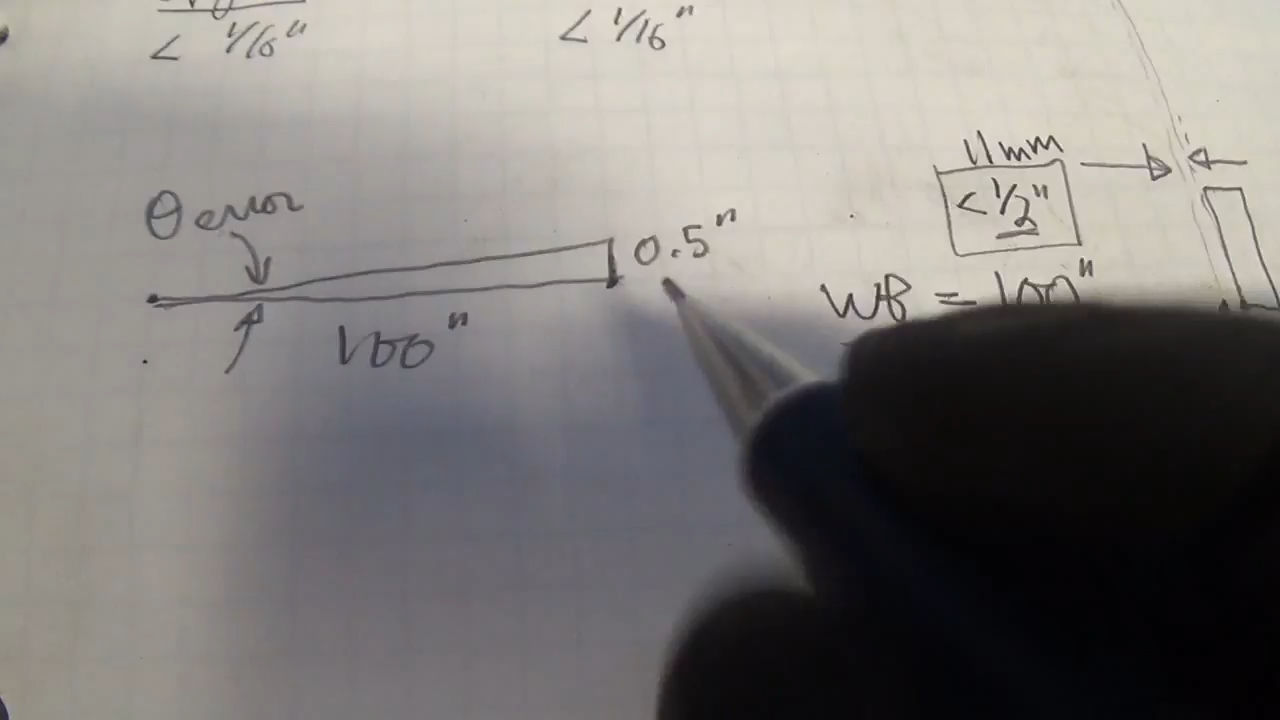 < 1/16"
< 1/16"
θ error
0.5"
100"
11mm
< 1/2"
WB = 100"